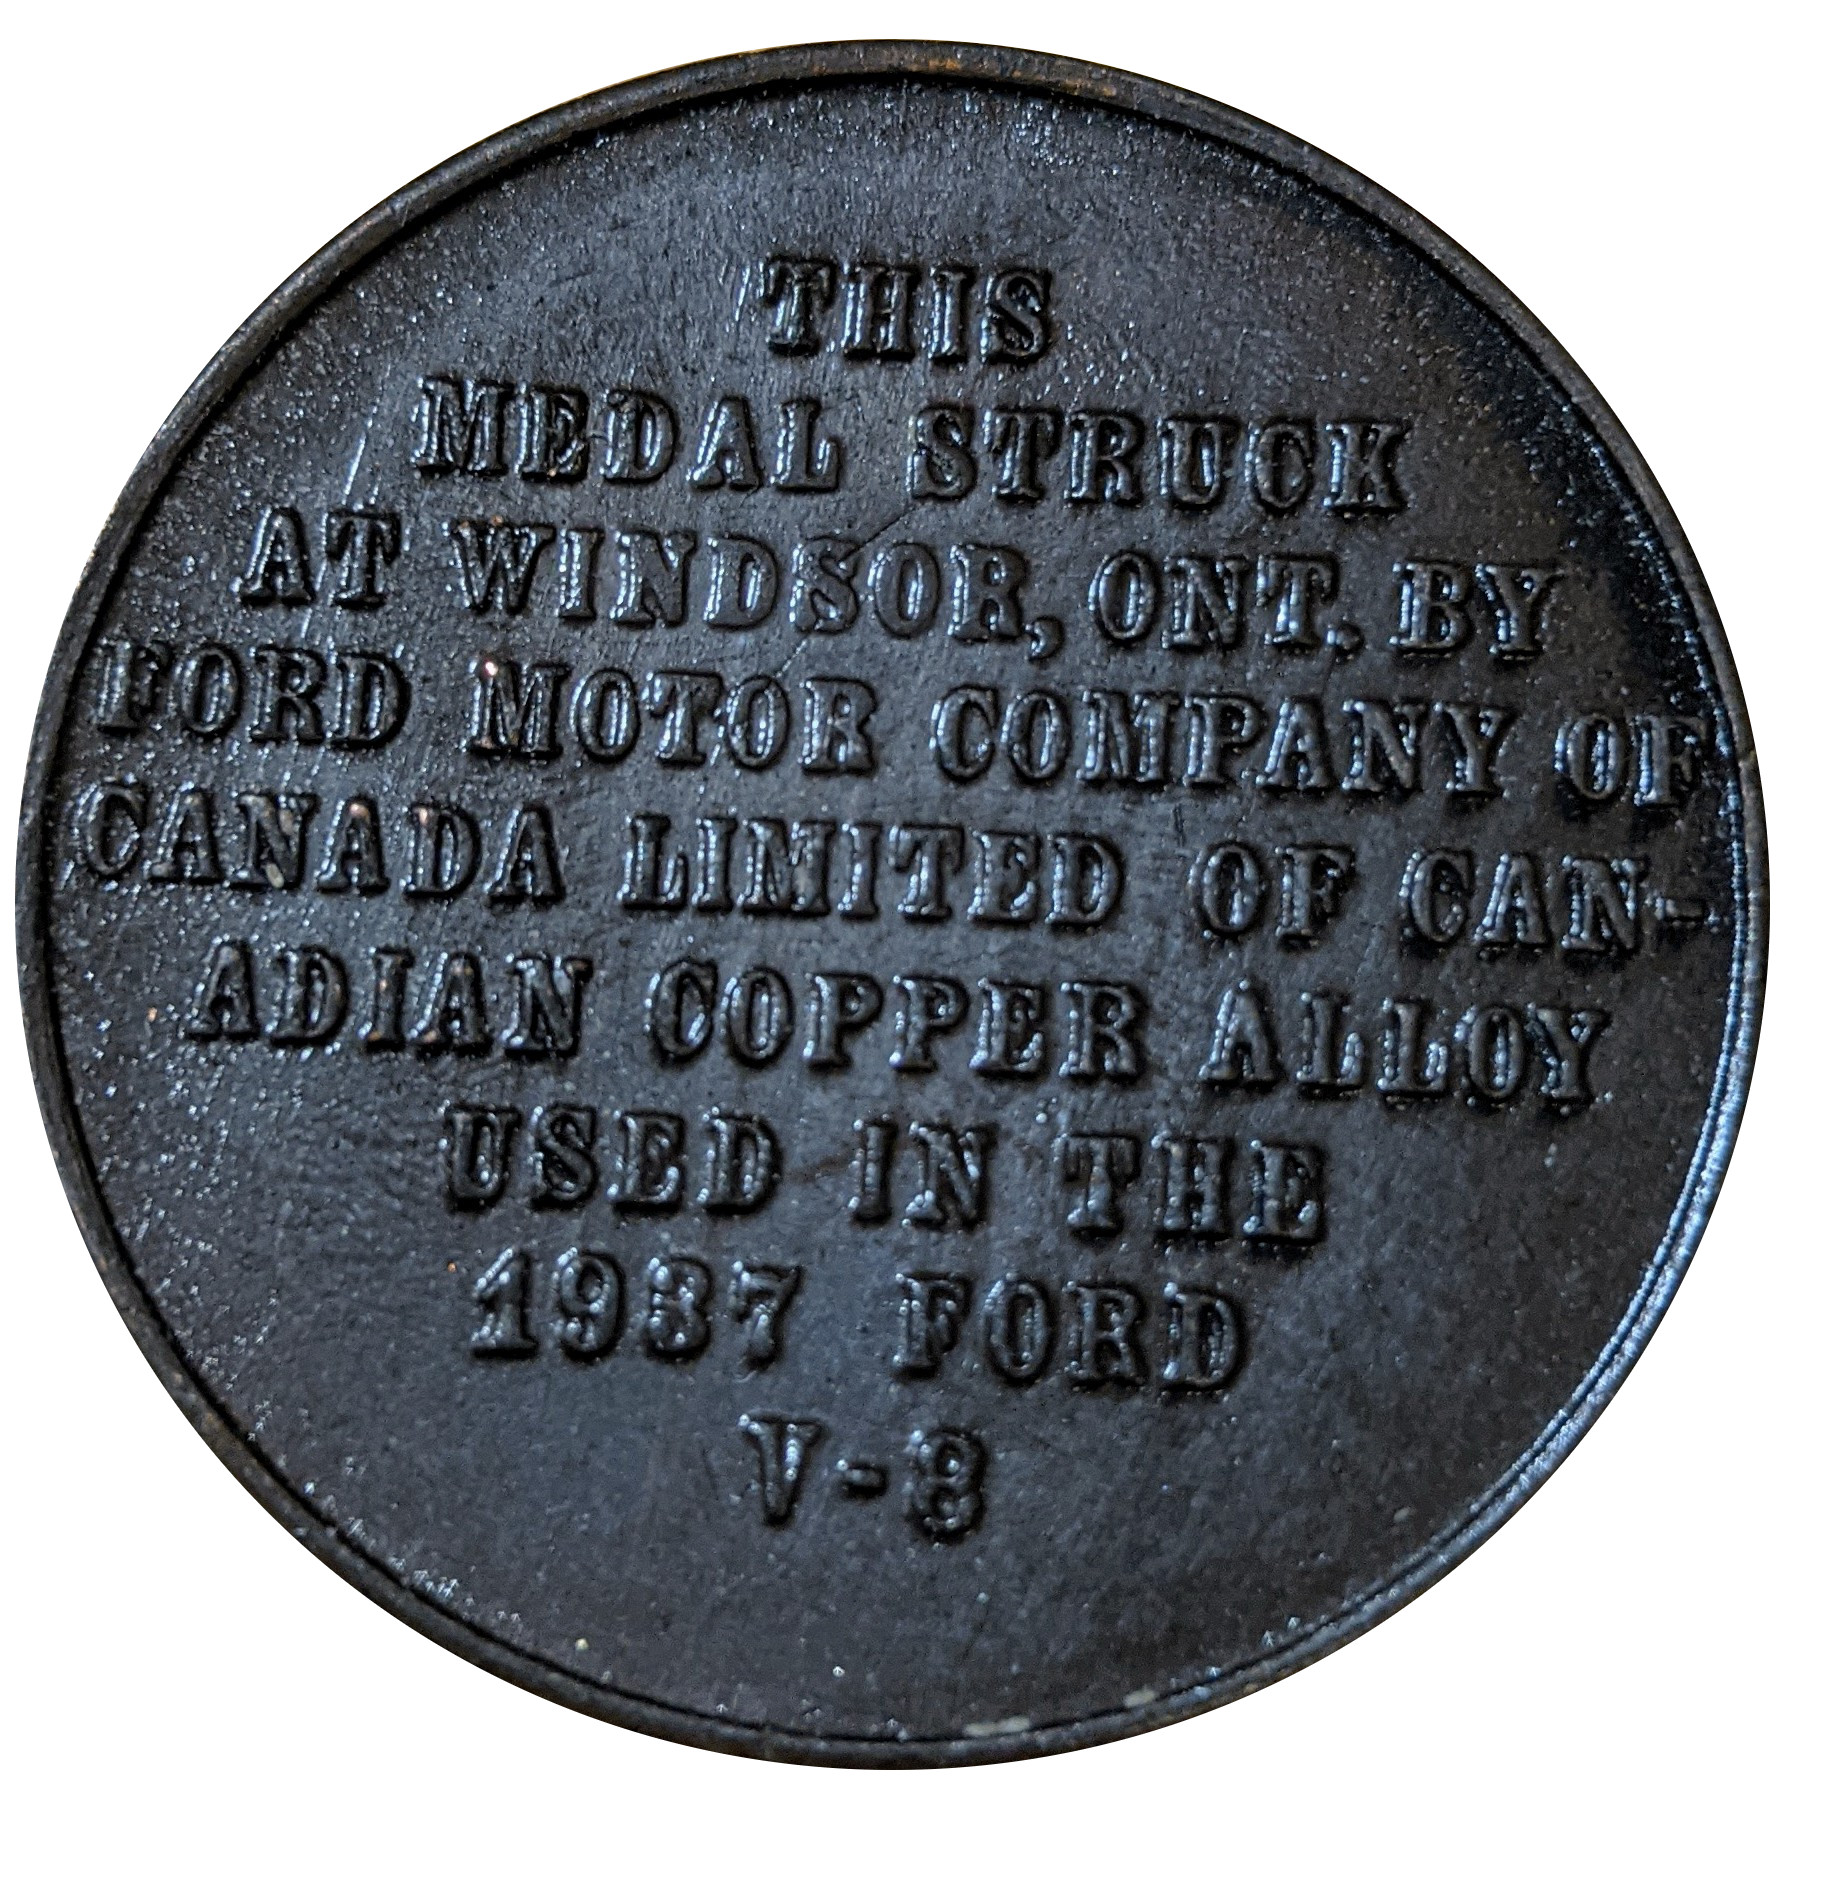 THIS
MEDAL STRUCK
AT WINDSOR, ONT. BY
FORD MOTOR COMPANY OF
CANADA LIMITED OF CAN-
ADIAN COPPER ALLOY
USED IN THE
1937 FORD
V-8